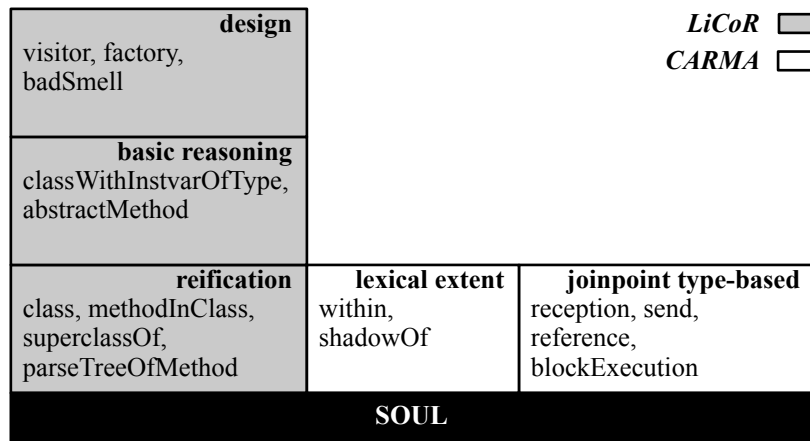 design
visitor, factory,
badSmell
LiCoR
CARMA
basic reasoning
classWithInstvarOfType,
abstractMethod
reification
class, methodInClass,
superclassOf,
parseTreeOfMethod
lexical extent
within,
shadowOf
joinpoint type-based
reception, send,
reference,
blockExecution
SOUL